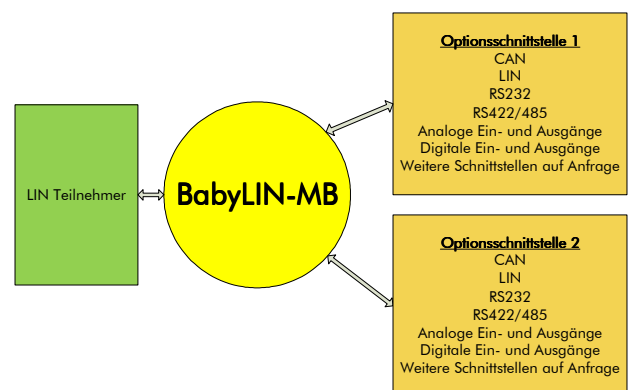 LIN Teilnehmer
BabyLIN-MB
Optionsschnittstelle 1
CAN
LIN
RS232
RS422/485
Analoge Ein- und Ausgänge
Digitale Ein- und Ausgänge
Weitere Schnittstellen auf Anfrage
Optionsschnittstelle 2
CAN
LIN
RS232
RS422/485
Analoge Ein- und Ausgänge
Digitale Ein- und Ausgänge
Weitere Schnittstellen auf Anfrage